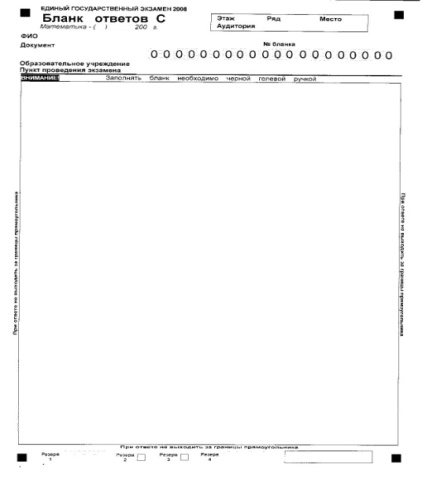 ЕДИНЫЙ ГОСУДАРСТВЕННЫЙ ЭКЗАМЕН 2008
Бланк ответов С
Математика – ( ) 200 г.
Этаж Ряд Место
Аудитория
ФИО
Документ
№ бланка
0 0 0 0 0 0 0 0 0 0 0 0 0 0 0 0 0 0 0 0
Образовательное учреждение
Пункт проведения экзамена
ВНИМАНИЕ! Заполнять бланк необходимо черной гелевой ручкой
При ответе не выходить за границы прямоугольника
При ответе не выходить за границы прямоугольника
При ответе не выходить за границы прямоугольника
Резерв Резерв Резерв Резерв
1 2 3 4